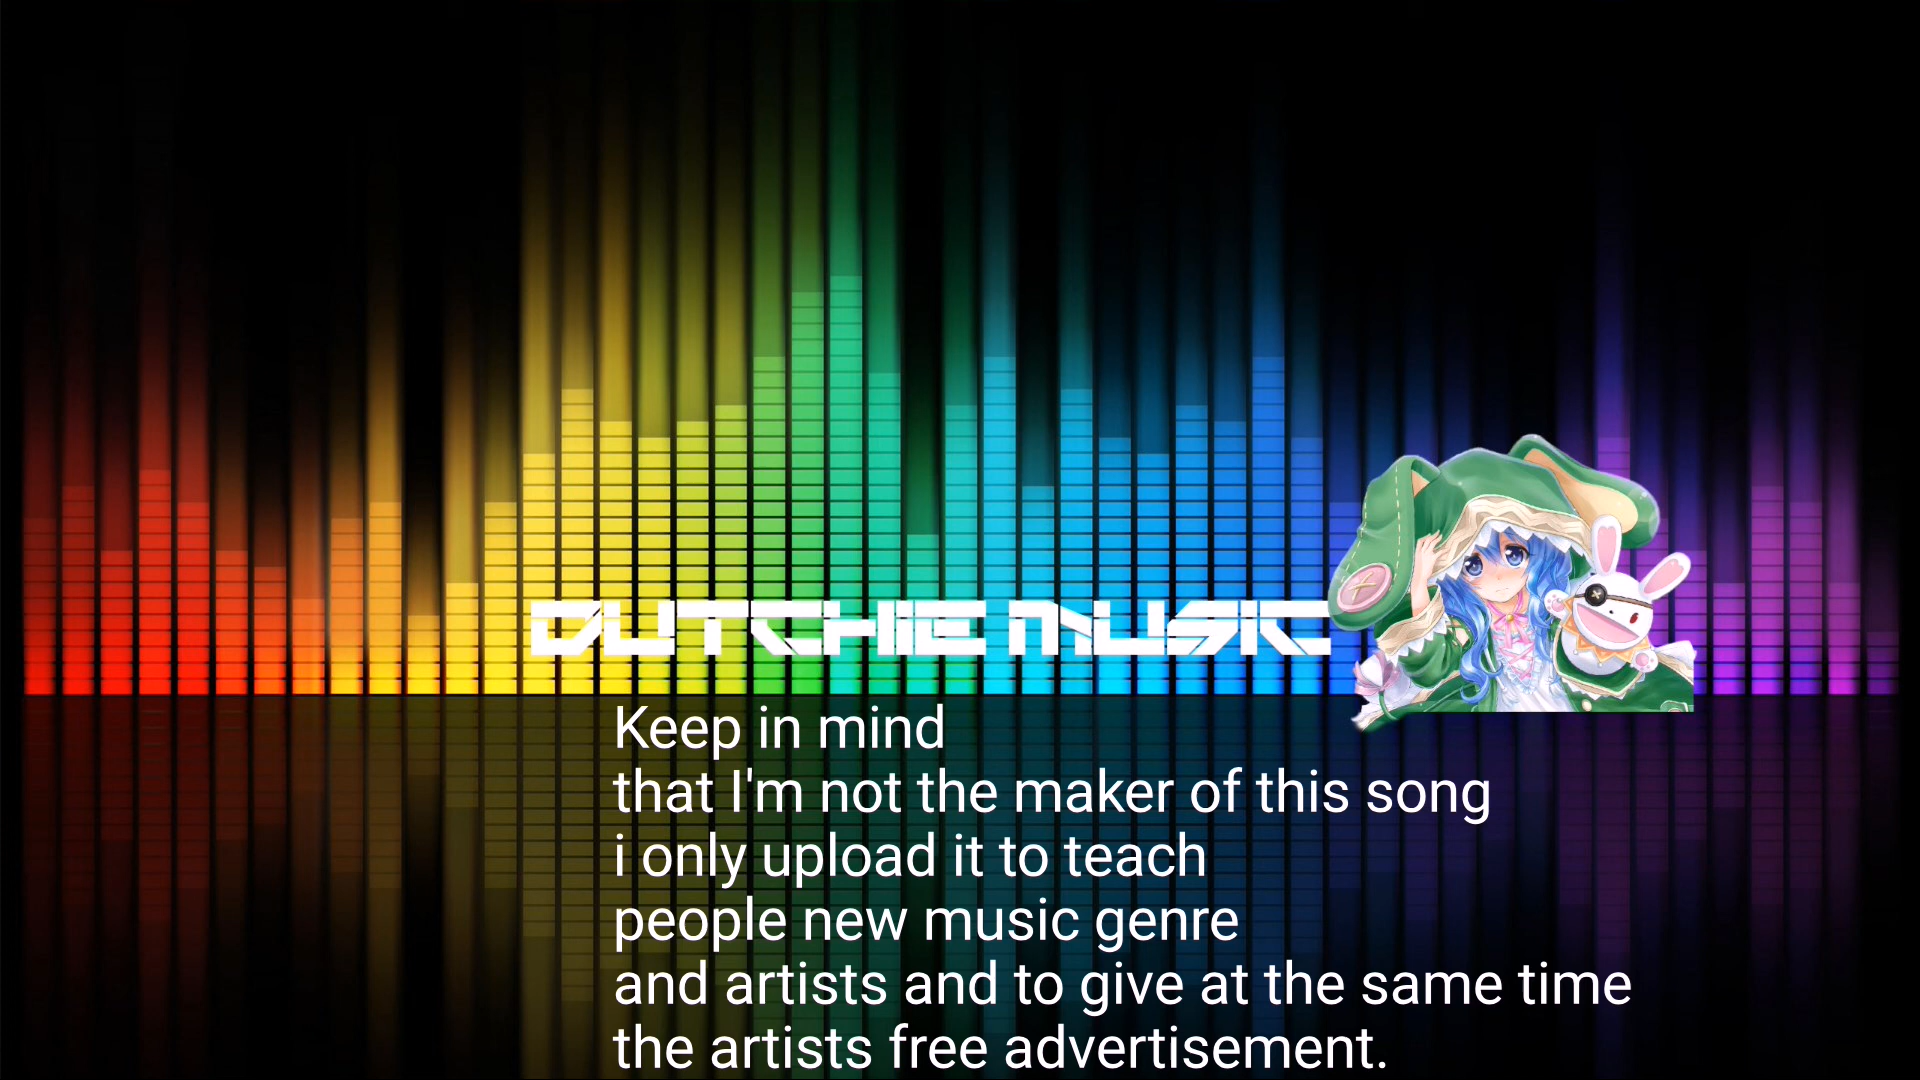 DUTCHIE MUSIC
Keep in mind
that I'm not the maker of this song
i only upload it to teach
people new music genre
and artists and to give at the same time
the artists free advertisement.